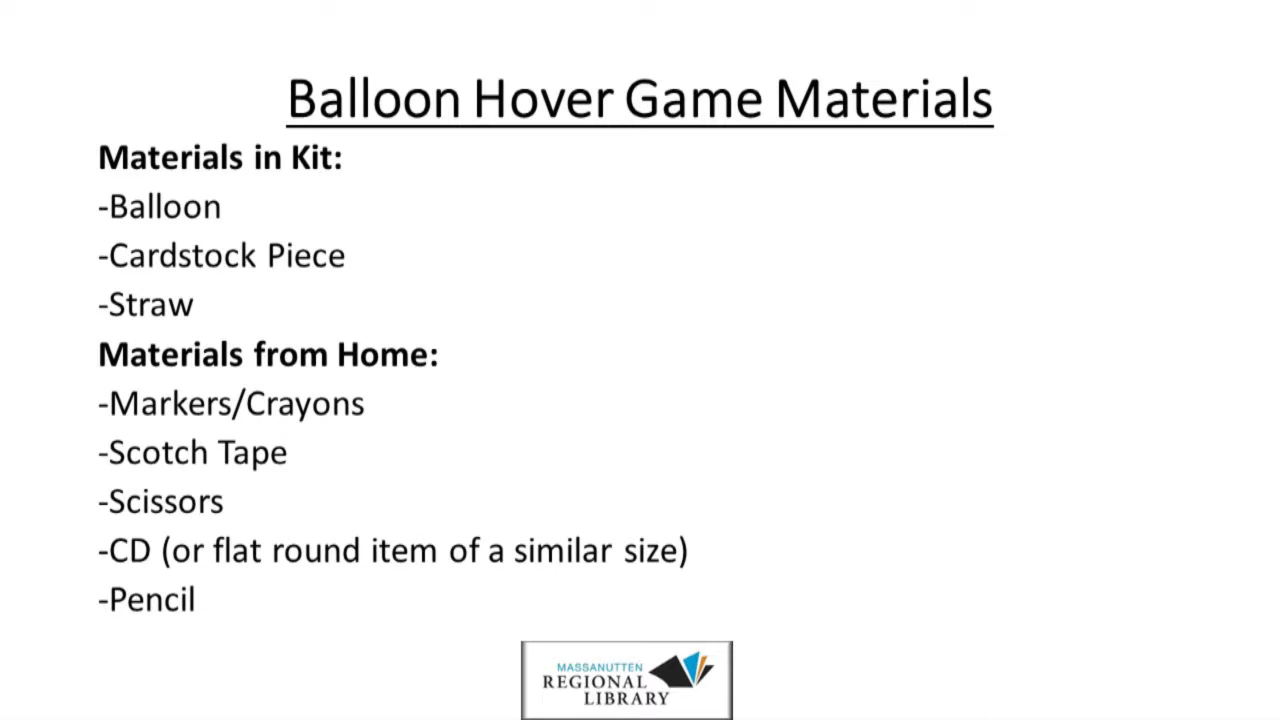 Balloon Hover Game Materials
Materials in Kit:
-Balloon
-Cardstock Piece
-Straw
Materials from Home:
-Markers/Crayons
-Scotch Tape
-Scissors
-CD (or flat round item of a similar size)
-Pencil
MASSANUTTEN
REGIONAL
LIBRARY